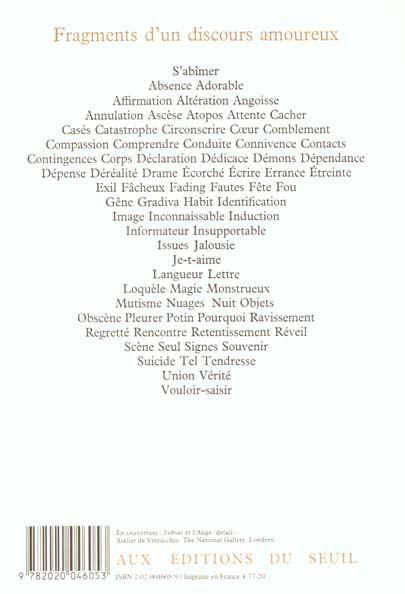 Fragments d'un discours amoureux
S'abîmer
Absence Adorable
Affirmation Altération Angoisse
Annulation Ascèse Atopos Attente Cacher
Casés Catastrophe Circonscrire Cœur Comblement
Compassion Comprendre Conduite Connivence Contacts
Contingences Corps Déclaration Dédicace Démons Dépendance
Dépense Déréalité Drame Écorché Écrire Errance Étreinte
Exil Fâcheux Fading Fautes Fête Fou
Gêne Gradiva Habit Identification
Image Inconnaissable Induction
Informateur Insupportable
Issues Jalousie
Je-t-aime
Langueur Lettre
Loquèle Magie Monstrueux
Mutisme Nuages Nuit Objets
Obscène Pleurer Potin Pourquoi Ravissement
Regretté Rencontre Retentissement Réveil
Scène Seul Signes Souvenir
Suicide Tel Tendresse
Union Vérité
Vouloir-saisir
En couverture : Tobias et l'Ange (détail)
Atelier de Verrocchio. The National Gallery. Londres.
AUX ÉDITIONS DU SEUIL
9 782020 046053
ISBN 2-02-004605-9 / Imprimé en France 4-77-20